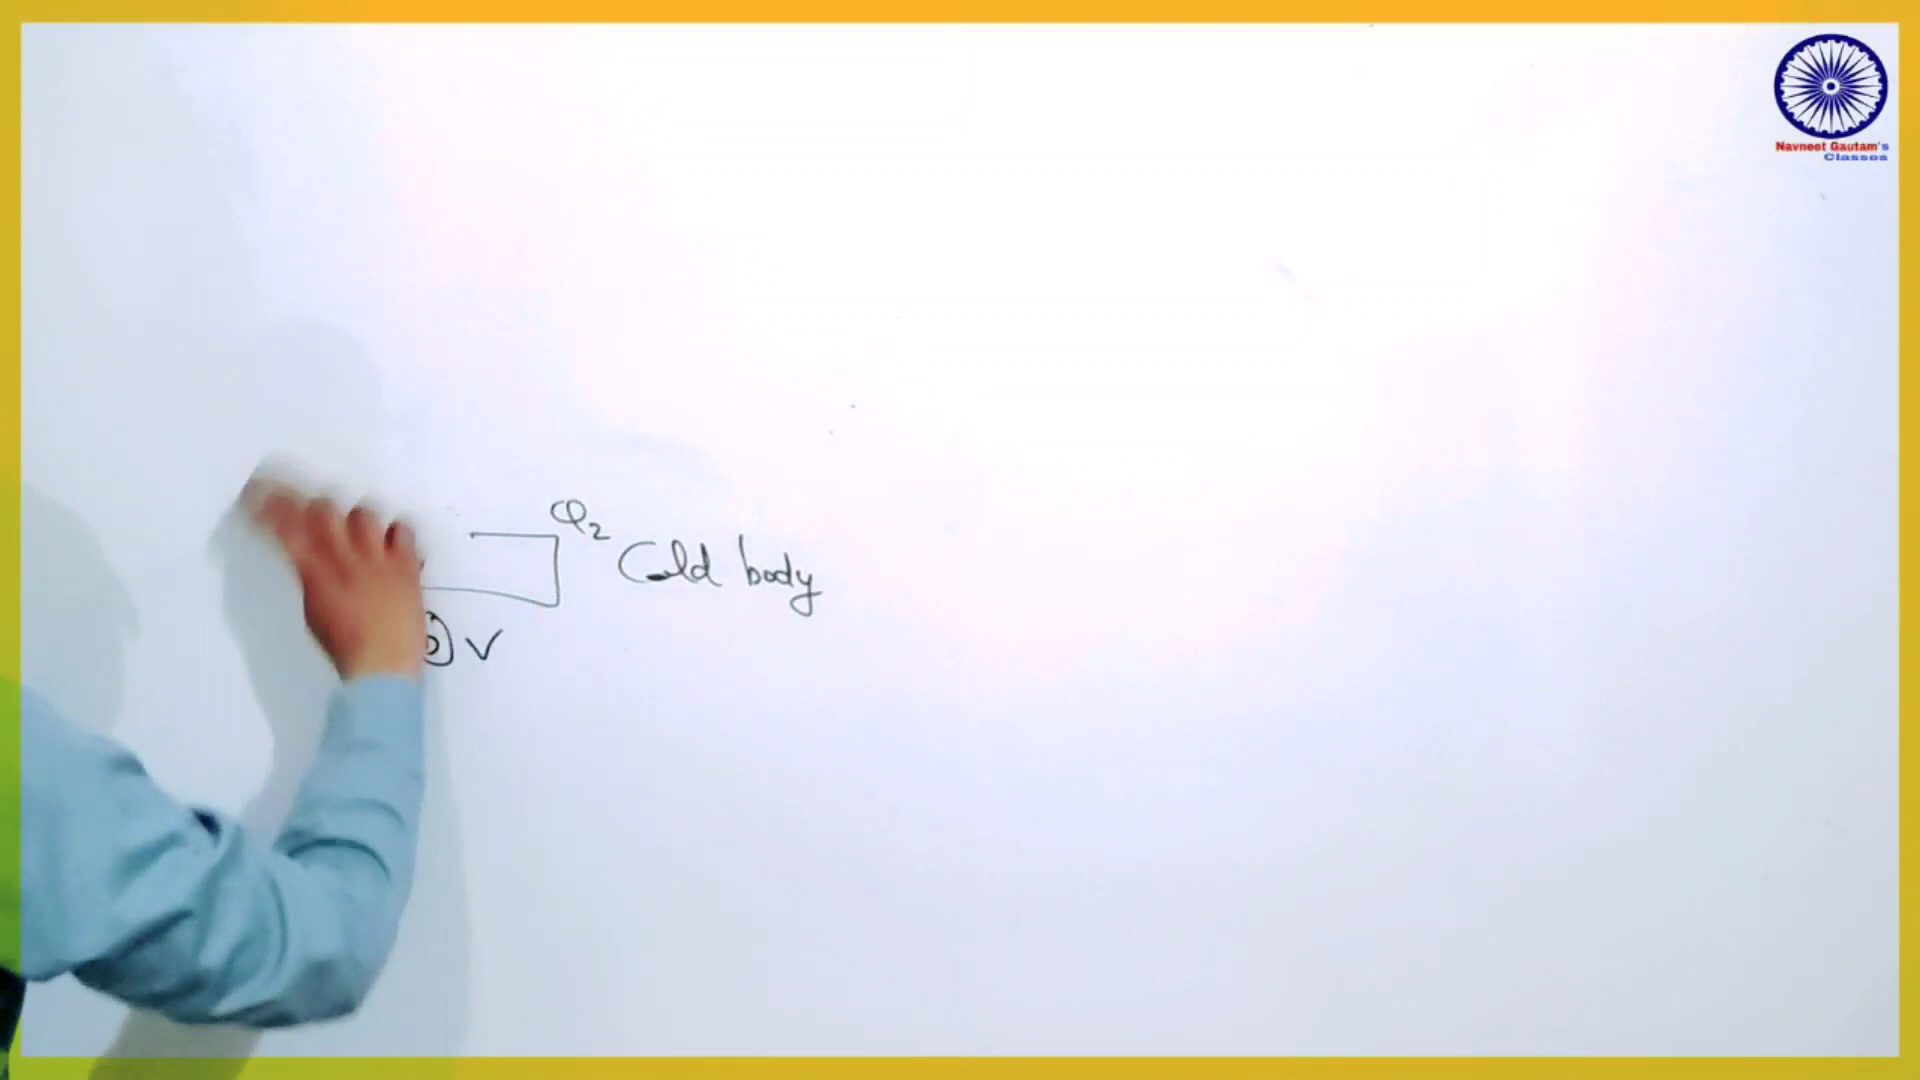 Navneet Gautam's
Classes
Q2
Cold body
V